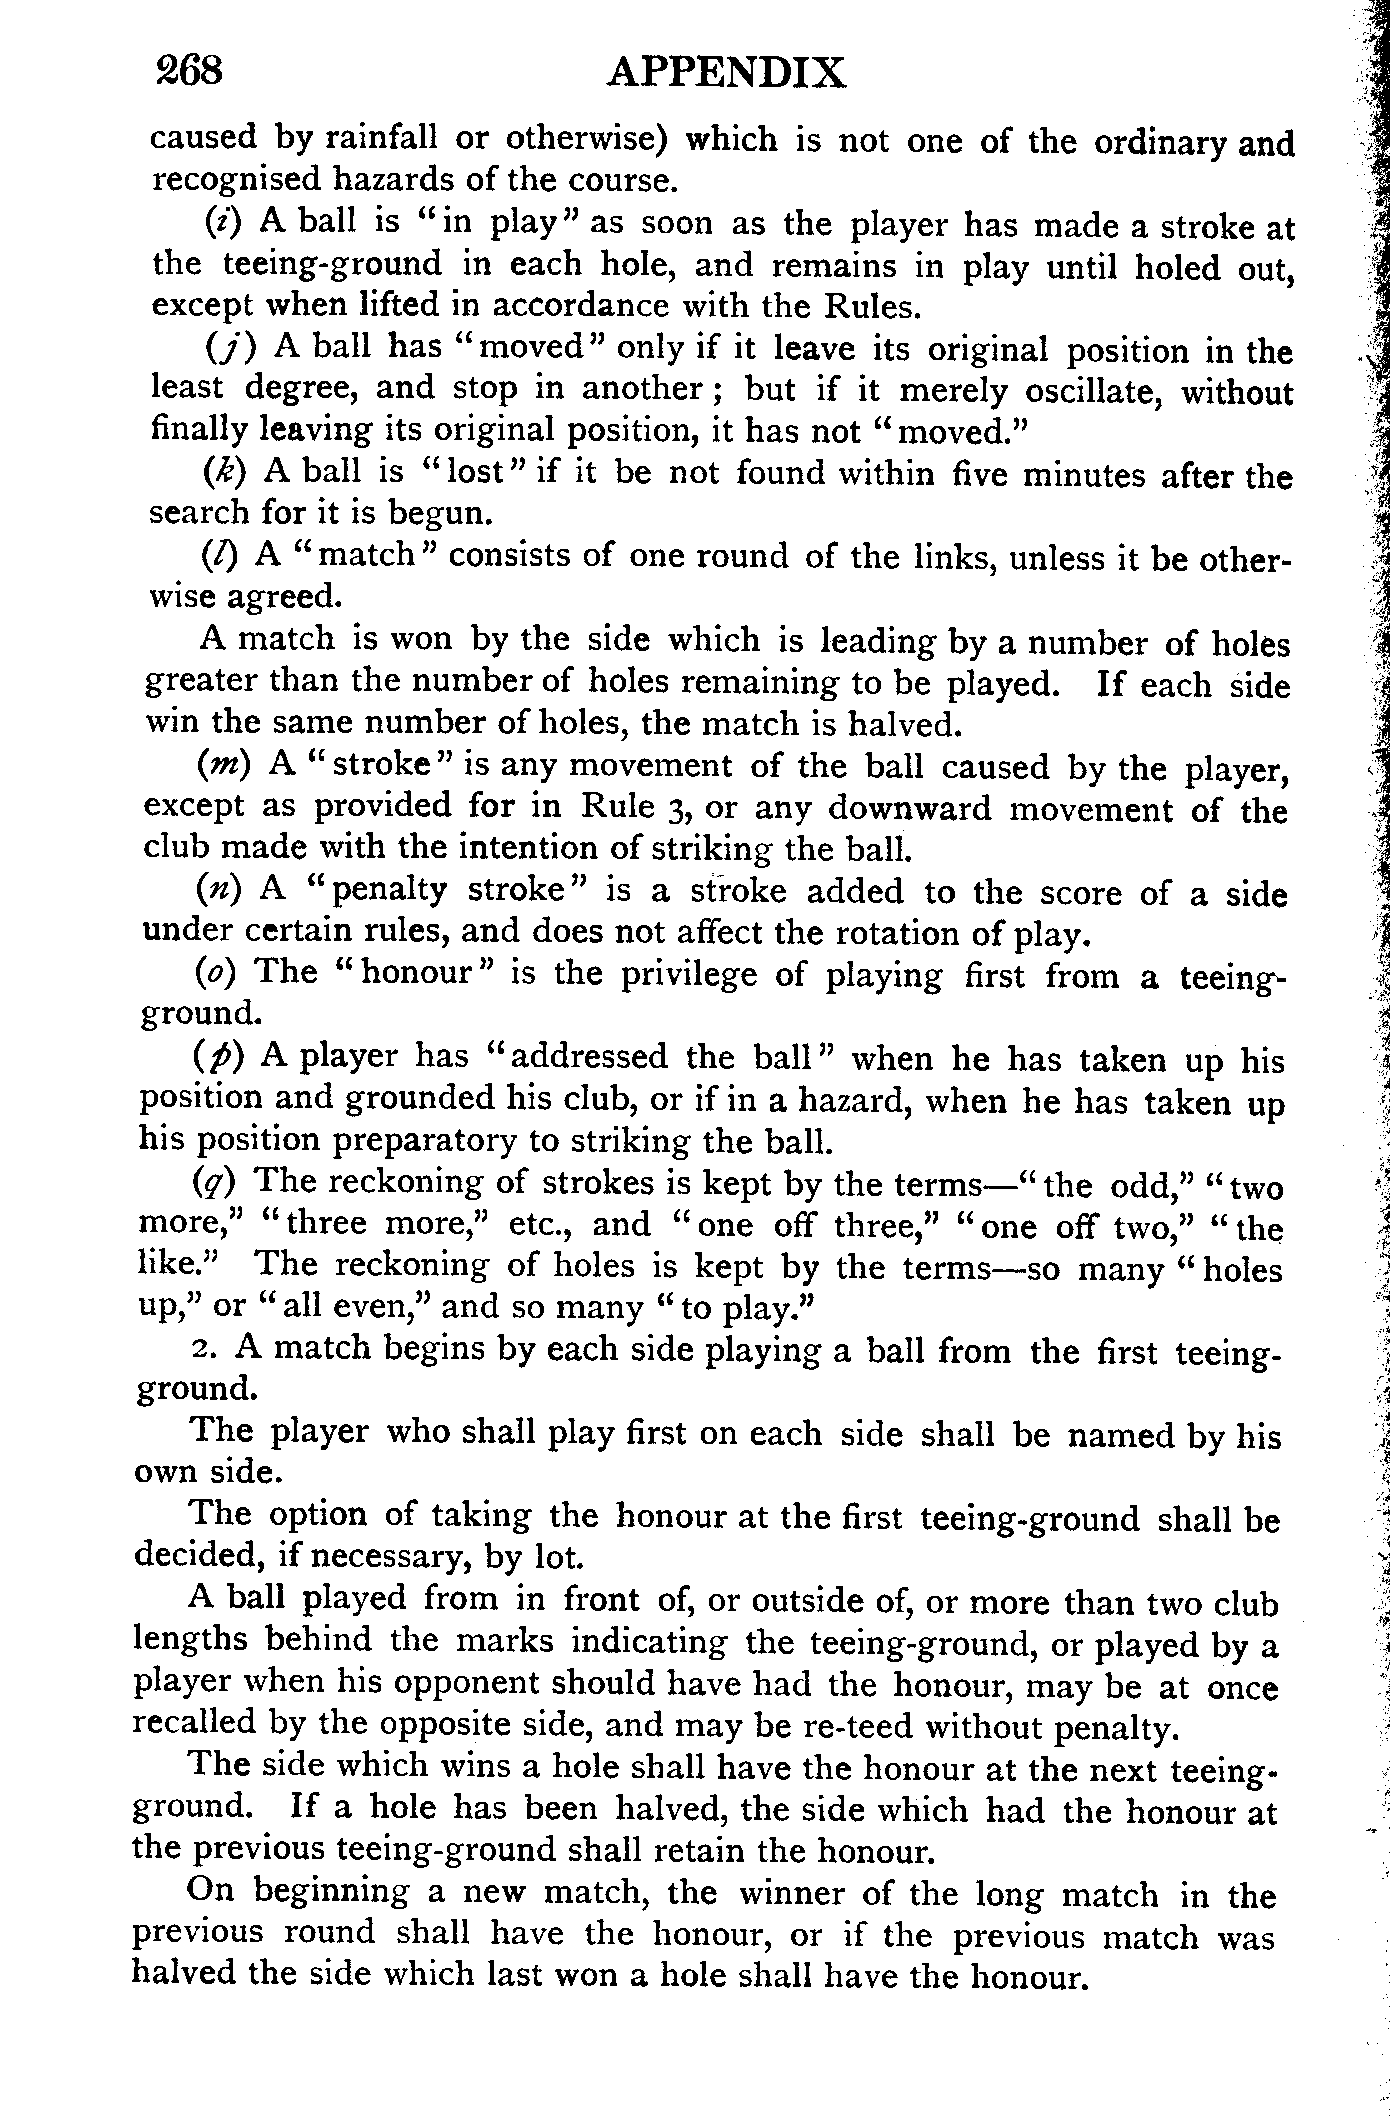 268 APPENDIX
caused by rainfall or otherwise) which is not one of the ordinary and
recognised hazards of the course.
(i) A ball is “in play” as soon as the player has made a stroke at
the teeing-ground in each hole, and remains in play until holed out,
except when lifted in accordance with the Rules.
(j) A ball has “moved” only if it leave its original position in the
least degree, and stop in another; but if it merely oscillate, without
finally leaving its original position, it has not “moved.”
(k) A ball is “lost” if it be not found within five minutes after the
search for it is begun.
(l) A “match” consists of one round of the links, unless it be other-
wise agreed.
A match is won by the side which is leading by a number of holes
greater than the number of holes remaining to be played. If each side
win the same number of holes, the match is halved.
(m) A “stroke” is any movement of the ball caused by the player,
except as provided for in Rule 3, or any downward movement of the
club made with the intention of striking the ball.
(n) A “penalty stroke” is a stroke added to the score of a side
under certain rules, and does not affect the rotation of play.
(o) The “honour” is the privilege of playing first from a teeing-
ground.
(p) A player has “addressed the ball” when he has taken up his
position and grounded his club, or if in a hazard, when he has taken up
his position preparatory to striking the ball.
(q) The reckoning of strokes is kept by the terms—“the odd,” “two
more,” “three more,” etc., and “one off three,” “one off two,” “the
like.” The reckoning of holes is kept by the terms—so many “holes
up,” or “all even,” and so many “to play.”
2. A match begins by each side playing a ball from the first teeing-
ground.
The player who shall play first on each side shall be named by his
own side.
The option of taking the honour at the first teeing-ground shall be
decided, if necessary, by lot.
A ball played from in front of, or outside of, or more than two club
lengths behind the marks indicating the teeing-ground, or played by a
player when his opponent should have had the honour, may be at once
recalled by the opposite side, and may be re-teed without penalty.
The side which wins a hole shall have the honour at the next teeing-
ground. If a hole has been halved, the side which had the honour at
the previous teeing-ground shall retain the honour.
On beginning a new match, the winner of the long match in the
previous round shall have the honour, or if the previous match was
halved the side which last won a hole shall have the honour.